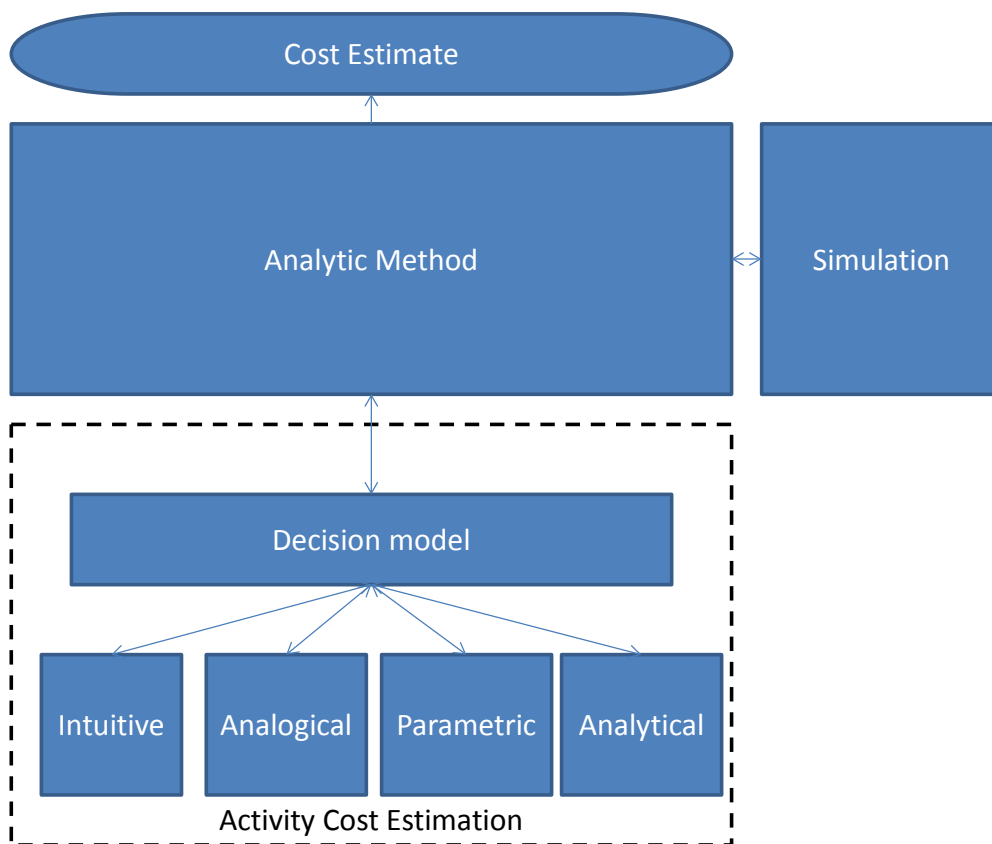 Cost Estimate
Analytic Method
Simulation
Decision model
Intuitive
Analogical
Parametric
Analytical
Activity Cost Estimation